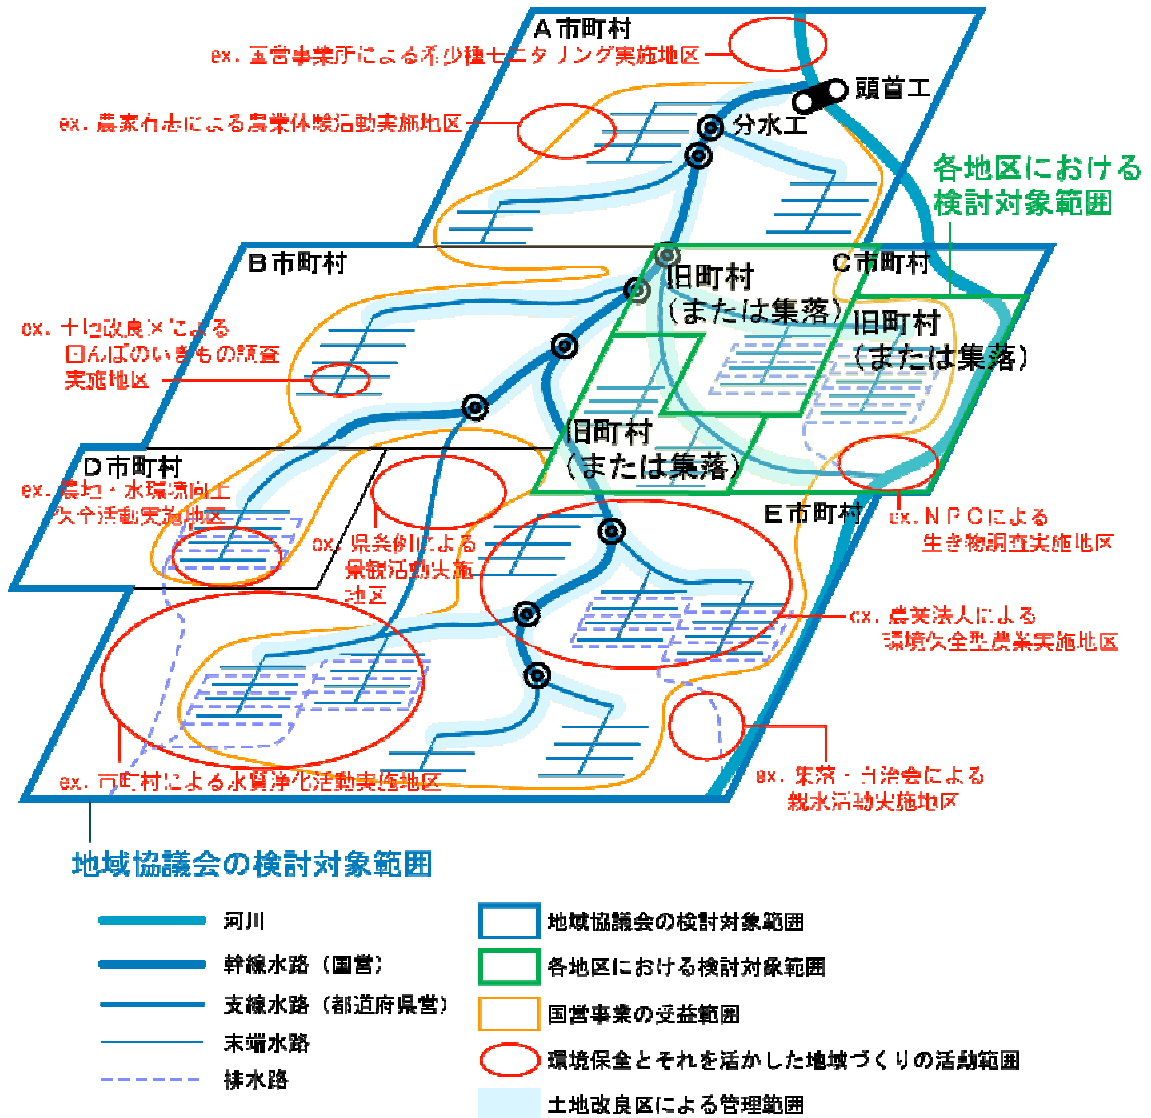 A市町村
ex. 国営事業所による希少種モニタリング実施地区
頭首工
ex. 農家有志による農業体験活動実施地区
分水工
各地区における
検討対象範囲
B市町村
C市町村
旧町村
(または集落)
旧町村
(または集落)
ex. 土地改良区による
田んぼのいきもの調査
実施地区
旧町村
(または集落)
D市町村
ex. 農地・水環境向上
保全活動実施地区
E市町村
ex. NPOによる
生き物調査実施地区
ex. 県条例による
景観活動実施
地区
ex. 農業法人による
環境保全型農業実施地区
ex. 市町村による水質浄化活動実施地区
ex. 集落・自治会による
親水活動実施地区
地域協議会の検討対象範囲
河川
幹線水路（国営）
支線水路（都道府県営）
末端水路
排水路
地域協議会の検討対象範囲
各地区における検討対象範囲
国営事業の受益範囲
環境保全とそれを活かした地域づくりの活動範囲
土地改良区による管理範囲